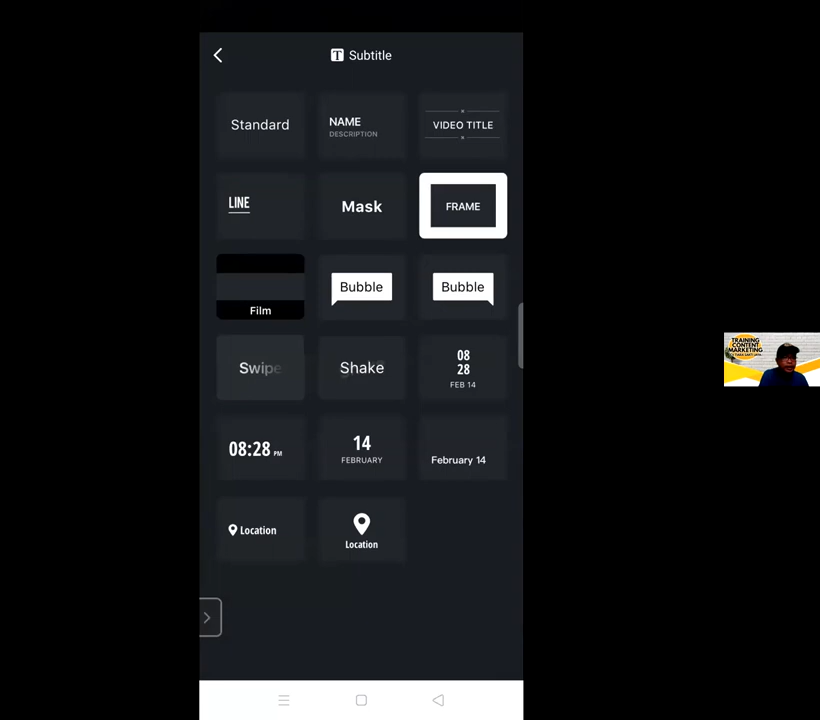 T Subtitle
Standard
NAME
DESCRIPTION
VIDEO TITLE
LINE
Mask
FRAME
Film
Bubble
Bubble
Swipe
Shake
08
28
FEB 14
08:28 PM
14
FEBRUARY
February 14
Location
Location
TRAINING
CONTENT
MARKETING